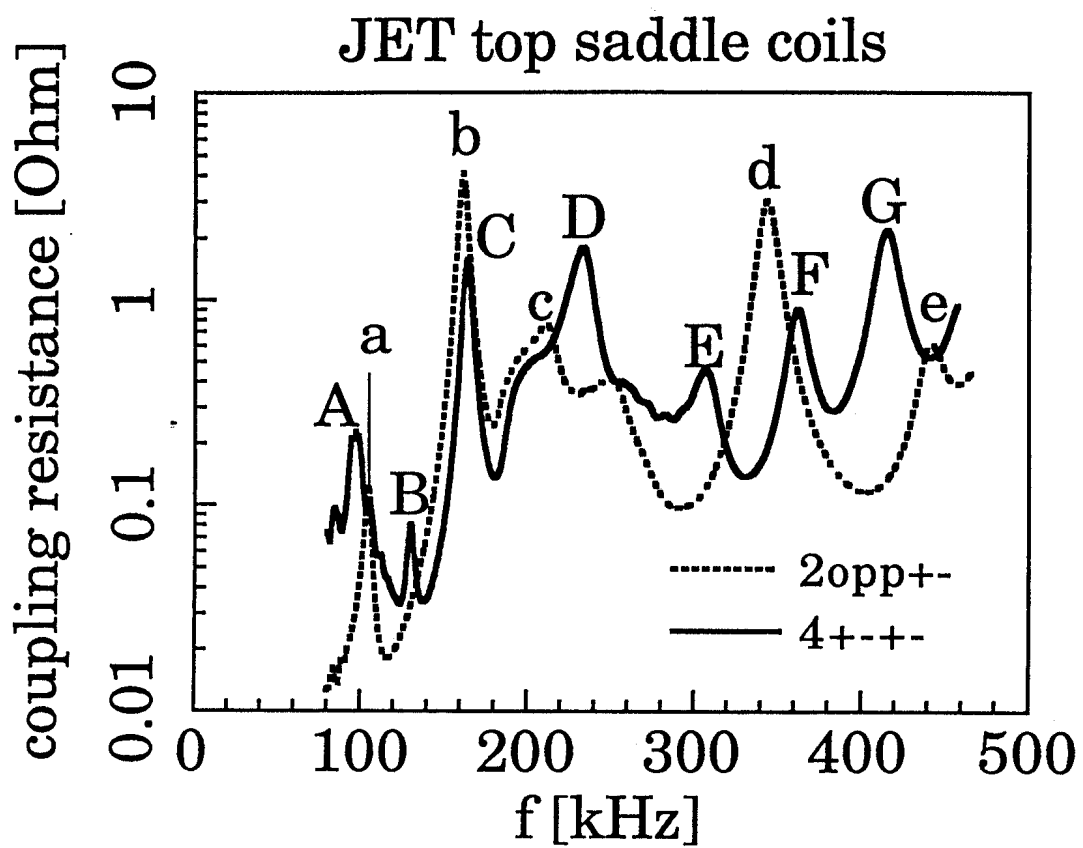 JET top saddle coils
coupling resistance [Ohm]
10
1
0.1
0.01
b
d
C
D
G
a
c
F
e
E
A
B
2opp+-
4+-+-
0 100 200 300 400 500
f [kHz]